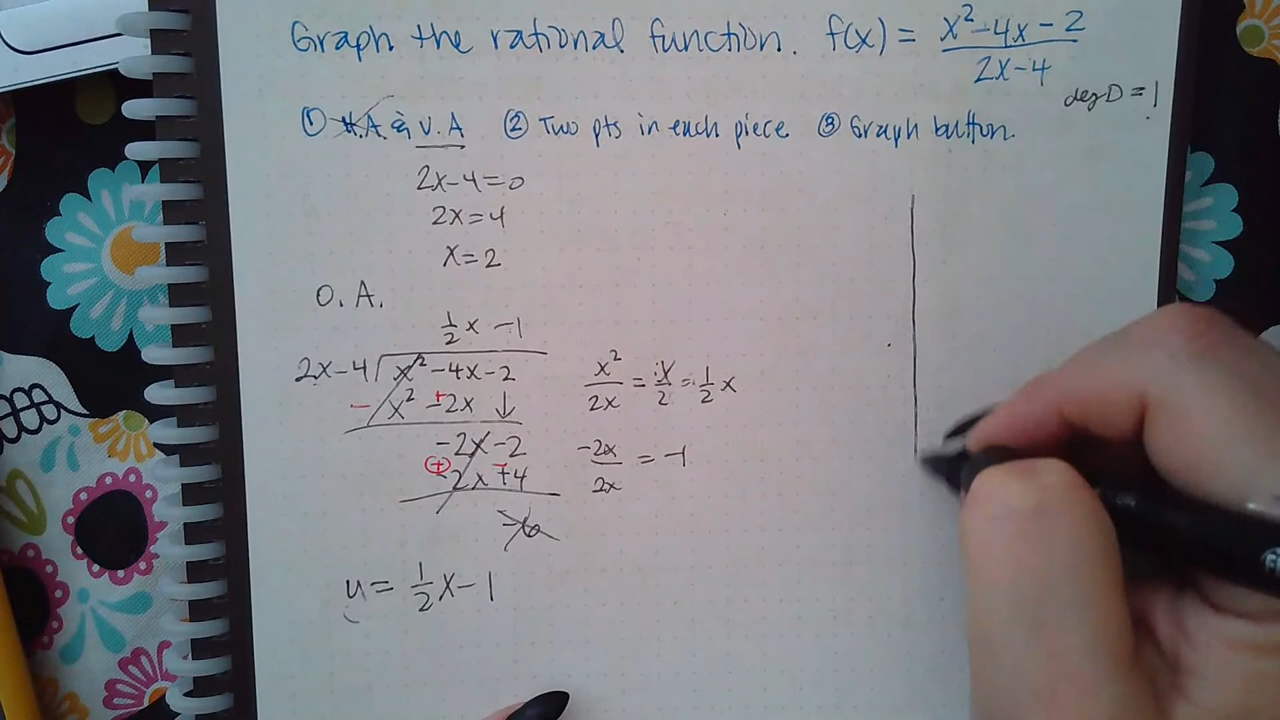 Graph the rational function. f(x) = x² - 4x - 2 / 2x - 4
deg D = 1
① H.A & V.A ② Two pts in each piece ③ Graph button.
2x - 4 = 0
2x = 4
x = 2
O. A.
½x - 1
2x - 4 ) x² - 4x - 2
- x² + - 2x ↓
x²/2x = x/2 = ½x
-2x - 2
+ - 2x + 4
-2x/2x = -1
-6
y = ½x - 1